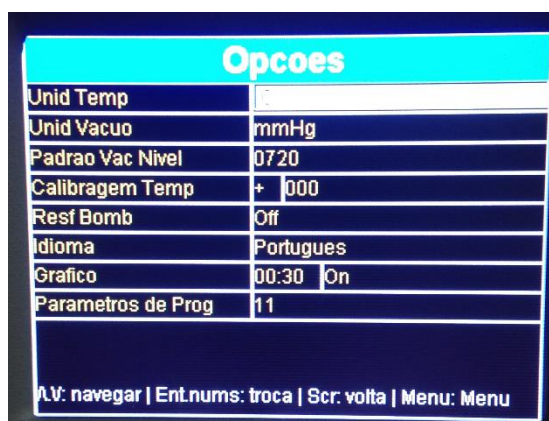 Opcoes
Unid Temp
Unid Vacuo mmHg
Padrao Vac Nivel 0720
Calibragem Temp + 000
Resf Bomb Off
Idioma Portugues
Grafico 00:30 On
Parametros de Prog 11
Λ.V: navegar | Ent.nums: troca | Scr: volta | Menu: Menu